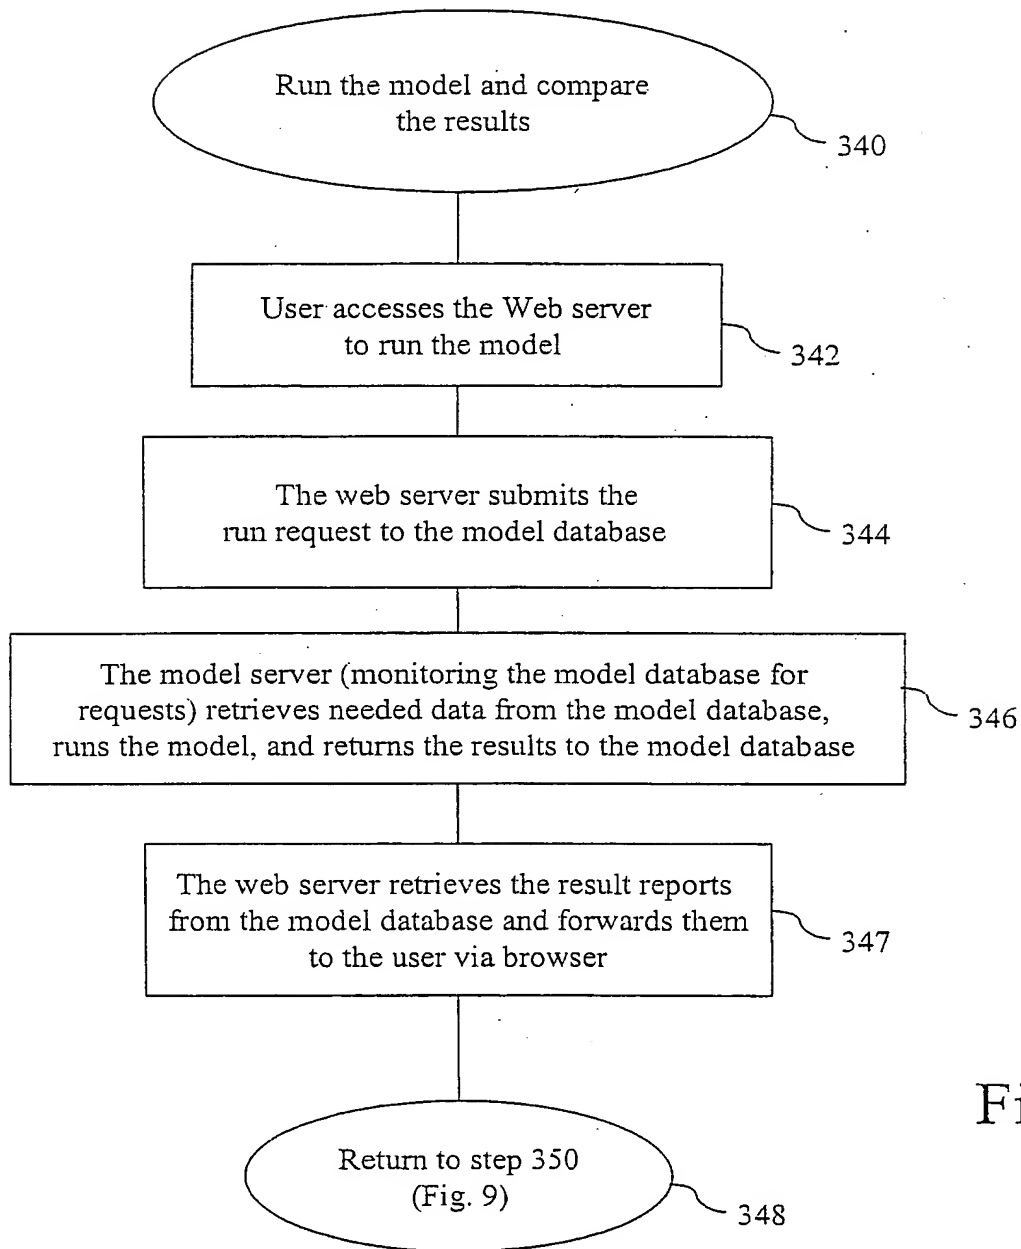 Run the model and compare
the results
340
User accesses the Web server
to run the model
342
The web server submits the
run request to the model database
344
The model server (monitoring the model database for
requests) retrieves needed data from the model database,
runs the model, and returns the results to the model database
346
The web server retrieves the result reports
from the model database and forwards them
to the user via browser
347
Return to step 350
(Fig. 9)
348